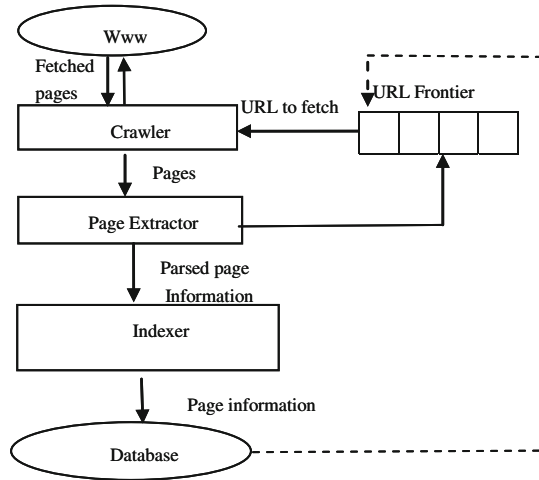 Www
Fetched
pages
URL to fetch
URL Frontier
Crawler
Pages
Page Extractor
Parsed page
Information
Indexer
Page information
Database